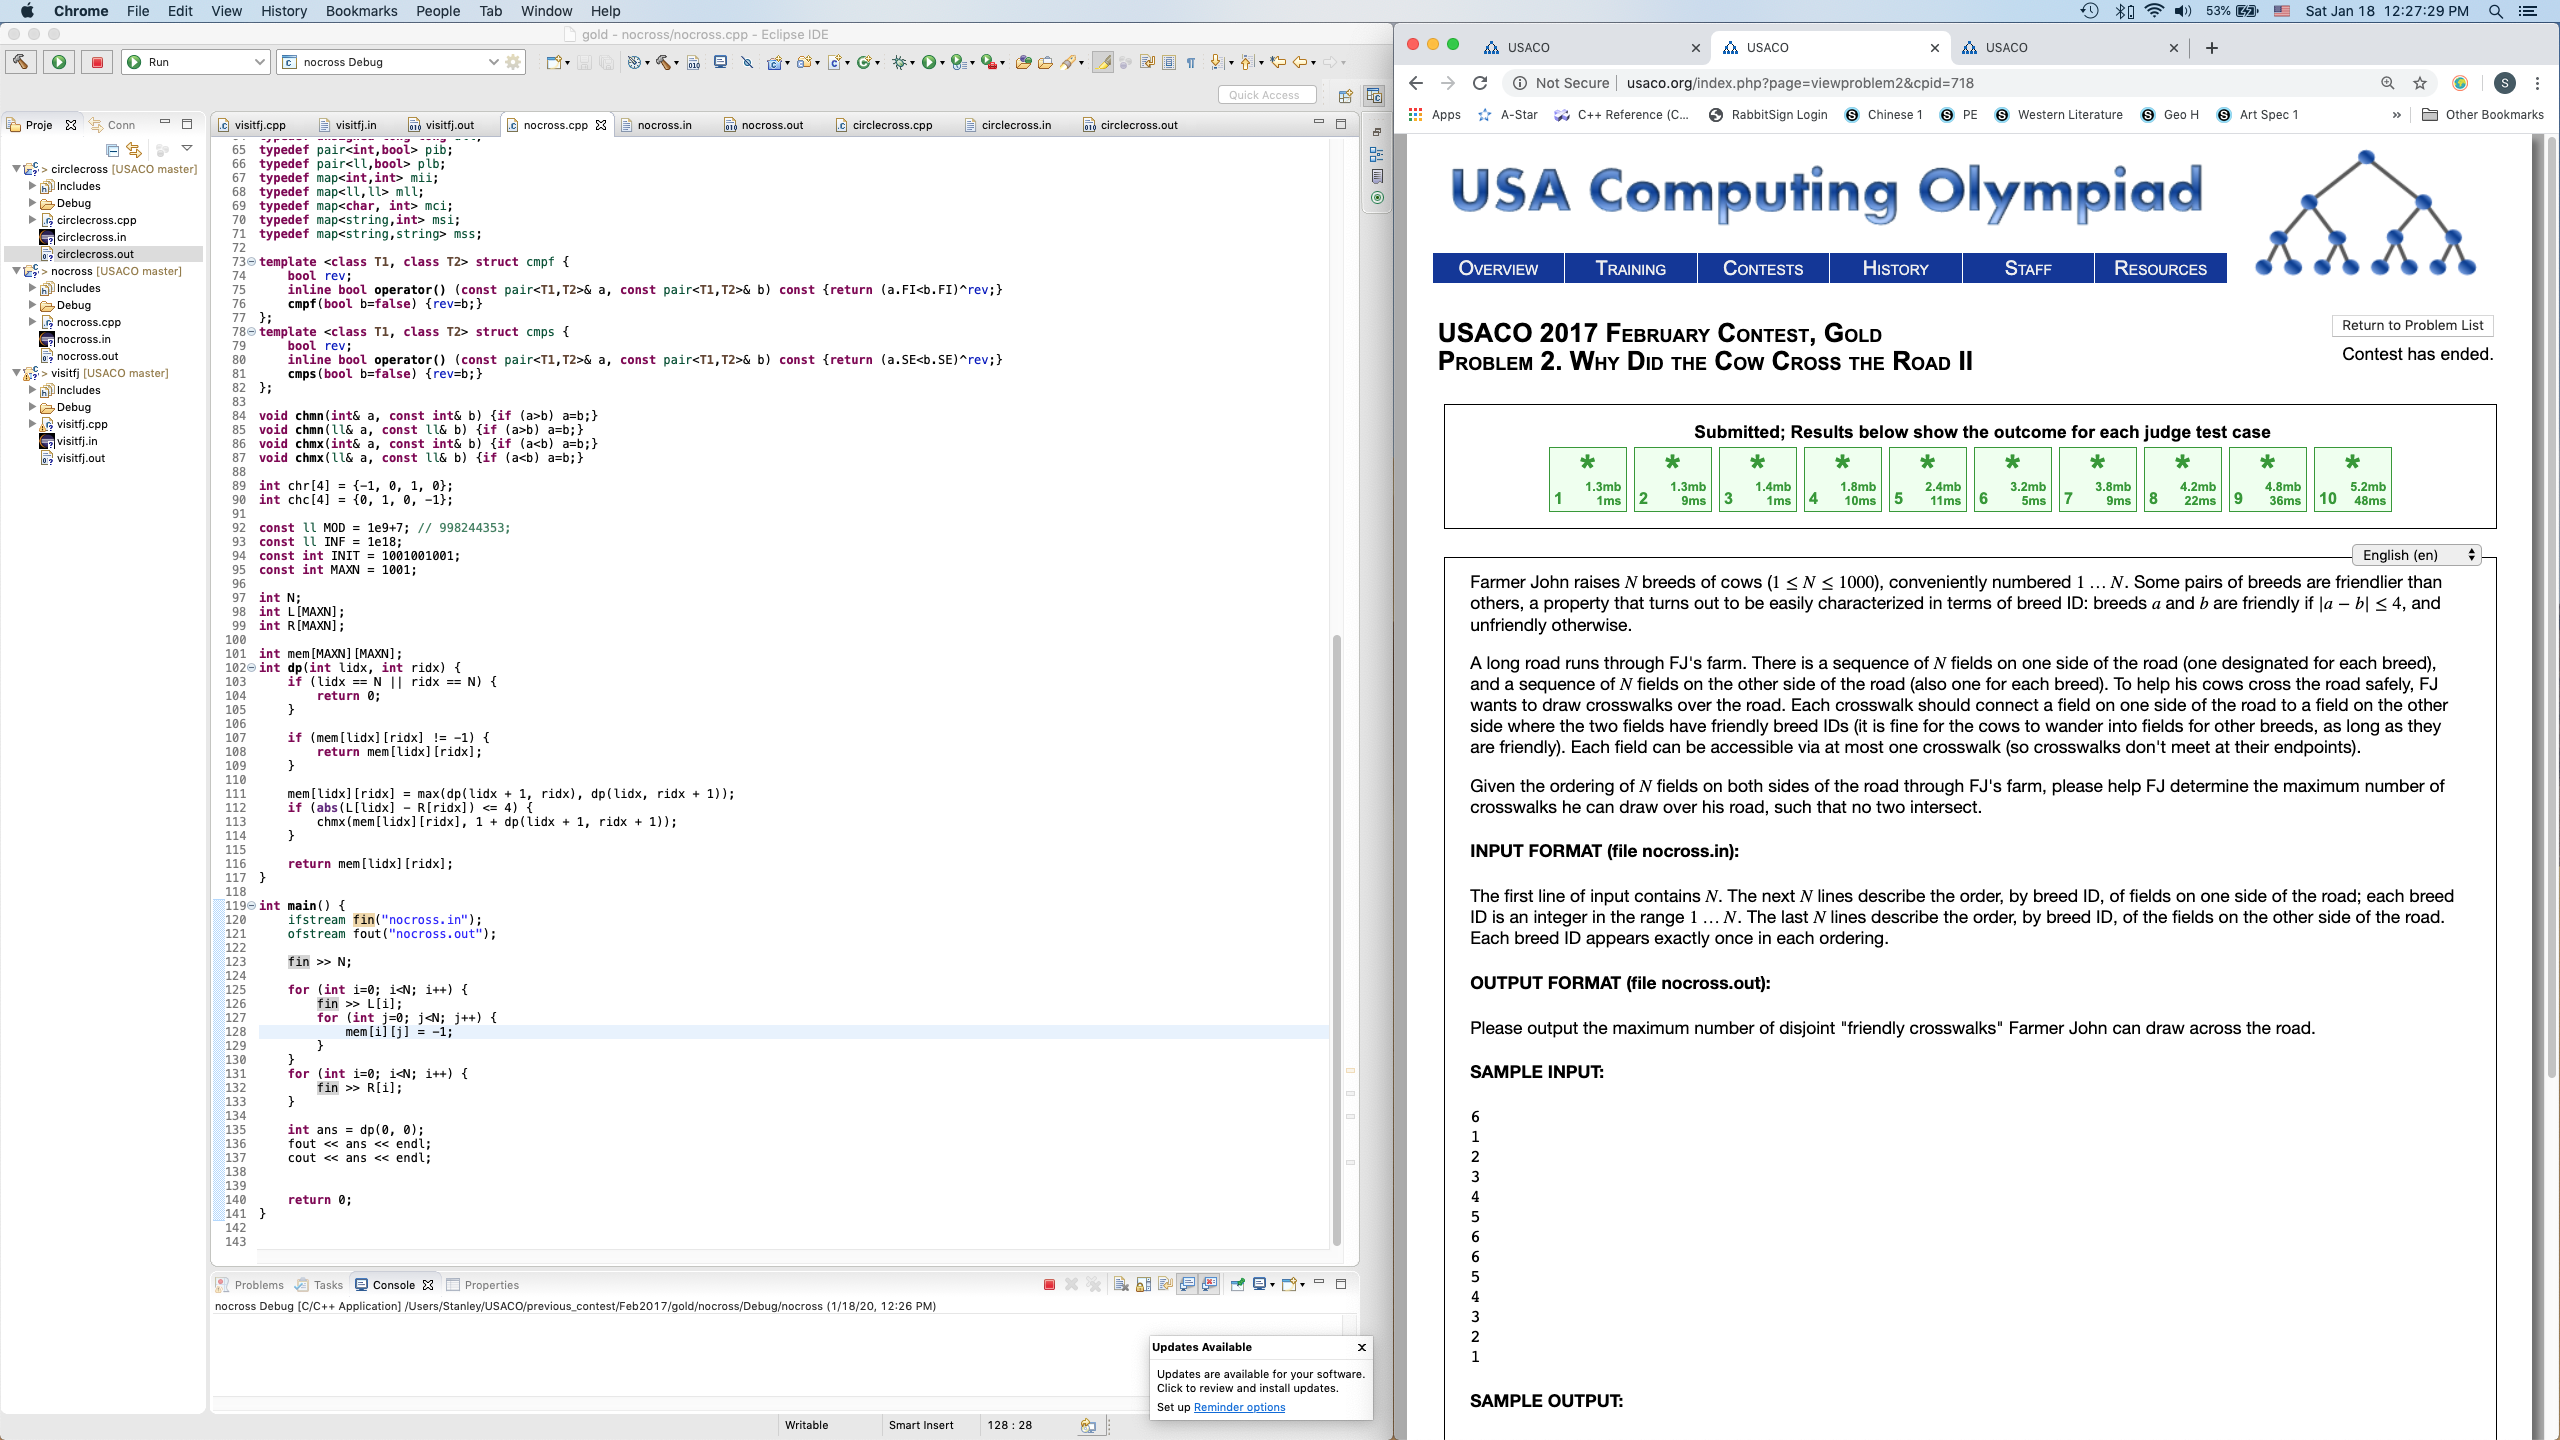 Chrome File Edit View History Bookmarks People Tab Window Help
53% Sat Jan 18 12:27:29 PM
gold - nocross/nocross.cpp - Eclipse IDE
Run
nocross Debug
Quick Access
Proje Conn
circlecross [USACO master]
Includes
Debug
circlecross.cpp
circlecross.in
circlecross.out
nocross [USACO master]
Includes
Debug
nocross.cpp
nocross.in
nocross.out
visitfj [USACO master]
Includes
Debug
visitfj.cpp
visitfj.in
visitfj.out
visitfj.cpp visitfj.in visitfj.out nocross.cpp nocross.in nocross.out circlecross.cpp circlecross.in circlecross.out
65 typedef pair<int,bool> pib;
66 typedef pair<ll,bool> plb;
67 typedef map<int,int> mii;
68 typedef map<ll,ll> mll;
69 typedef map<char, int> mci;
70 typedef map<string,int> msi;
71 typedef map<string,string> mss;
72
73 template <class T1, class T2> struct cmpf {
74 bool rev;
75 inline bool operator() (const pair<T1,T2>& a, const pair<T1,T2>& b) const {return (a.FI<b.FI)^rev;}
76 cmpf(bool b=false) {rev=b;}
77 };
78 template <class T1, class T2> struct cmps {
79 bool rev;
80 inline bool operator() (const pair<T1,T2>& a, const pair<T1,T2>& b) const {return (a.SE<b.SE)^rev;}
81 cmps(bool b=false) {rev=b;}
82 };
83
84 void chmn(int& a, const int& b) {if (a>b) a=b;}
85 void chmn(ll& a, const ll& b) {if (a>b) a=b;}
86 void chmx(int& a, const int& b) {if (a<b) a=b;}
87 void chmx(ll& a, const ll& b) {if (a<b) a=b;}
88
89 int chr[4] = {-1, 0, 1, 0};
90 int chc[4] = {0, 1, 0, -1};
91
92 const ll MOD = 1e9+7; // 998244353;
93 const ll INF = 1e18;
94 const int INIT = 1001001001;
95 const int MAXN = 1001;
96
97 int N;
98 int L[MAXN];
99 int R[MAXN];
100
101 int mem[MAXN][MAXN];
102 int dp(int lidx, int ridx) {
103 if (lidx == N || ridx == N) {
104 return 0;
105 }
106
107 if (mem[lidx][ridx] != -1) {
108 return mem[lidx][ridx];
109 }
110
111 mem[lidx][ridx] = max(dp(lidx + 1, ridx), dp(lidx, ridx + 1));
112 if (abs(L[lidx] - R[ridx]) <= 4) {
113 chmx(mem[lidx][ridx], 1 + dp(lidx + 1, ridx + 1));
114 }
115
116 return mem[lidx][ridx];
117 }
118
119 int main() {
120 ifstream fin("nocross.in");
121 ofstream fout("nocross.out");
122
123 fin >> N;
124
125 for (int i=0; i<N; i++) {
126 fin >> L[i];
127 for (int j=0; j<N; j++) {
128 mem[i][j] = -1;
129 }
130 }
131 for (int i=0; i<N; i++) {
132 fin >> R[i];
133 }
134
135 int ans = dp(0, 0);
136 fout << ans << endl;
137 cout << ans << endl;
138
139
140 return 0;
141 }
142
143
Problems Tasks Console Properties
nocross Debug [C/C++ Application] /Users/Stanley/USACO/previous_contest/Feb2017/gold/nocross/Debug/nocross (1/18/20, 12:26 PM)
Updates Available x
Updates are available for your software.
Click to review and install updates.
Set up Reminder options
Writable Smart Insert 128 : 28
USACO USACO USACO
Not Secure usaco.org/index.php?page=viewproblem2&cpid=718 S
Apps A-Star C++ Reference (C... RabbitSign Login Chinese 1 PE Western Literature Geo H Art Spec 1 » Other Bookmarks
USA Computing Olympiad
OVERVIEW TRAINING CONTESTS HISTORY STAFF RESOURCES
USACO 2017 FEBRUARY CONTEST, GOLD
PROBLEM 2. WHY DID THE COW CROSS THE ROAD II
Return to Problem List
Contest has ended.
Submitted; Results below show the outcome for each judge test case
* * * * * * * * * *
1.3mb 1.3mb 1.4mb 1.8mb 2.4mb 3.2mb 3.8mb 4.2mb 4.8mb 5.2mb
1 1ms 2 9ms 3 1ms 4 10ms 5 11ms 6 5ms 7 9ms 8 22ms 9 36ms 10 48ms
English (en)
Farmer John raises N breeds of cows (1 ≤ N ≤ 1000), conveniently numbered 1 … N. Some pairs of breeds are friendlier than
others, a property that turns out to be easily characterized in terms of breed ID: breeds a and b are friendly if |a − b| ≤ 4, and
unfriendly otherwise.
A long road runs through FJ's farm. There is a sequence of N fields on one side of the road (one designated for each breed),
and a sequence of N fields on the other side of the road (also one for each breed). To help his cows cross the road safely, FJ
wants to draw crosswalks over the road. Each crosswalk should connect a field on one side of the road to a field on the other
side where the two fields have friendly breed IDs (it is fine for the cows to wander into fields for other breeds, as long as they
are friendly). Each field can be accessible via at most one crosswalk (so crosswalks don't meet at their endpoints).
Given the ordering of N fields on both sides of the road through FJ's farm, please help FJ determine the maximum number of
crosswalks he can draw over his road, such that no two intersect.
INPUT FORMAT (file nocross.in):
The first line of input contains N. The next N lines describe the order, by breed ID, of fields on one side of the road; each breed
ID is an integer in the range 1 … N. The last N lines describe the order, by breed ID, of the fields on the other side of the road.
Each breed ID appears exactly once in each ordering.
OUTPUT FORMAT (file nocross.out):
Please output the maximum number of disjoint "friendly crosswalks" Farmer John can draw across the road.
SAMPLE INPUT:
6
1
2
3
4
5
6
6
5
4
3
2
1
SAMPLE OUTPUT: